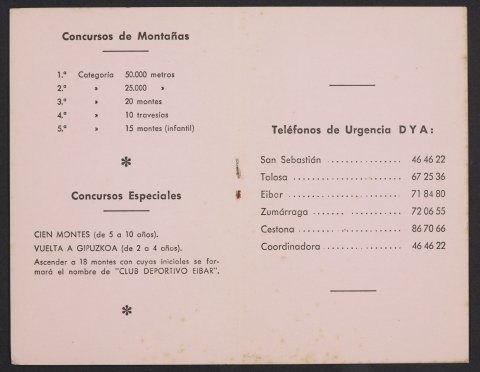 Concursos de Montañas
1.ª Categoría 50.000 metros
2.ª » 25.000 »
3.ª » 20 montes
4.ª » 10 travesías
5.ª » 15 montes (infantil)
*
Concursos Especiales
CIEN MONTES (de 5 a 10 años).
VUELTA A GIPUZKOA (de 2 a 4 años).
Ascender a 18 montes con cuyas iniciales se for-
mará el nombre de "CLUB DEPORTIVO EIBAR".
*
Teléfonos de Urgencia DYA:
San Sebastián ................ 46 46 22
Tolosa ........................ 67 25 36
Eibar ......................... 71 84 80
Zumárraga .................... 72 06 55
Cestona ...................... 86 70 66
Coordinadora ................. 46 46 22